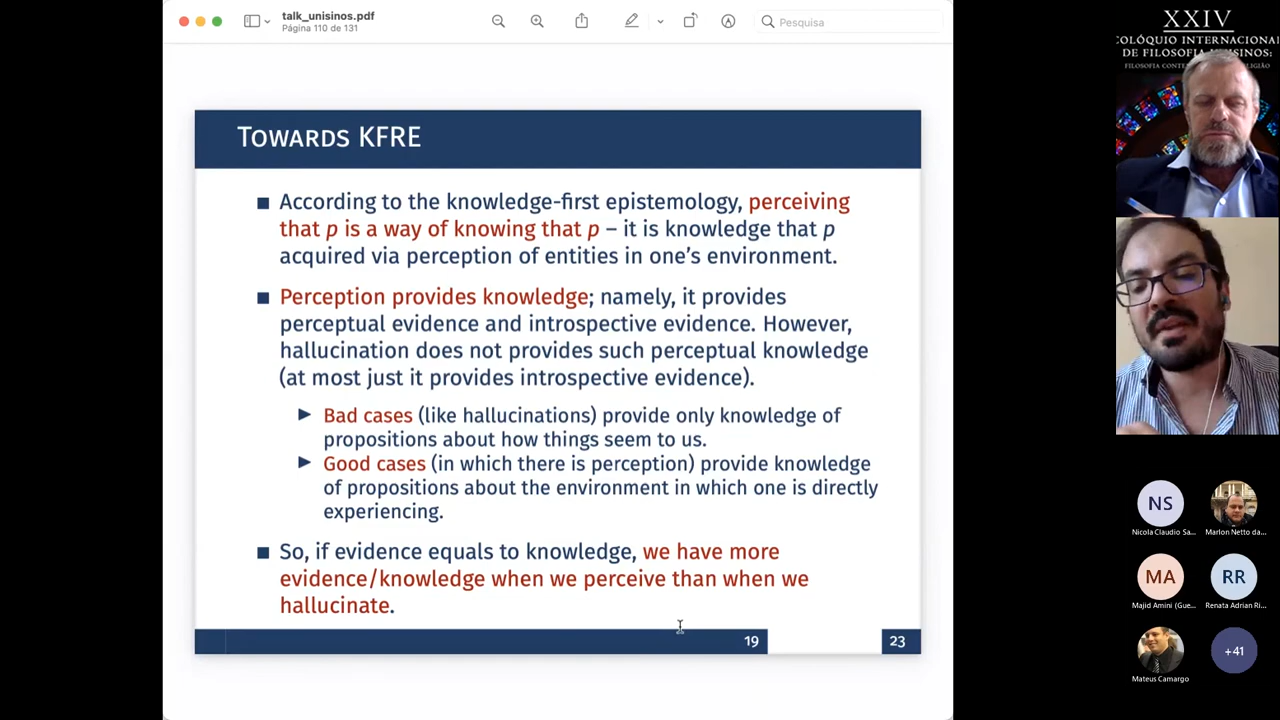 talk_unisinos.pdf
Página 110 de 131
Pesquisa
Towards KFRE
According to the knowledge-first epistemology, perceiving
that p is a way of knowing that p – it is knowledge that p
acquired via perception of entities in one's environment.
Perception provides knowledge; namely, it provides
perceptual evidence and introspective evidence. However,
hallucination does not provides such perceptual knowledge
(at most just it provides introspective evidence).
Bad cases (like hallucinations) provide only knowledge of
propositions about how things seem to us.
Good cases (in which there is perception) provide knowledge
of propositions about the environment in which one is directly
experiencing.
So, if evidence equals to knowledge, we have more
evidence/knowledge when we perceive than when we
hallucinate.
19
23
XXIV
COLÓQUIO INTERNACIONA
DE FILOSOFIA UNISINOS:
NS
Nicola Claudio Sa...
Marlon Netto da...
MA
Majid Amini (Gue...
RR
Renata Adrian Ri...
Mateus Camargo
+41